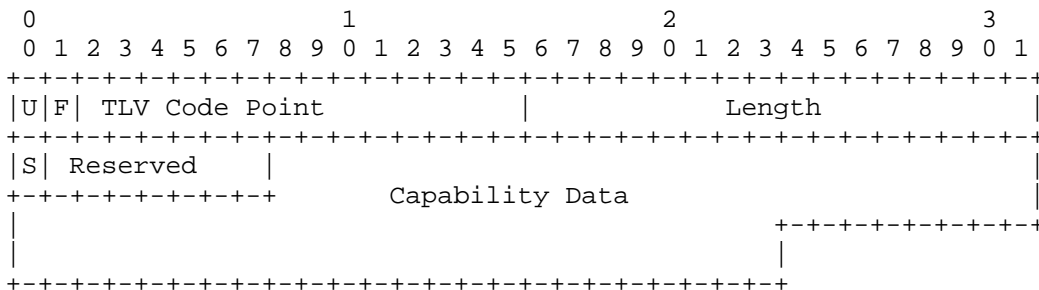 0                   1                   2                   3
 0 1 2 3 4 5 6 7 8 9 0 1 2 3 4 5 6 7 8 9 0 1 2 3 4 5 6 7 8 9 0 1
+-+-+-+-+-+-+-+-+-+-+-+-+-+-+-+-+-+-+-+-+-+-+-+-+-+-+-+-+-+-+-+-+
|U|F| TLV Code Point            |            Length             |
+-+-+-+-+-+-+-+-+-+-+-+-+-+-+-+-+-+-+-+-+-+-+-+-+-+-+-+-+-+-+-+-+
|S| Reserved    |                                               |
+-+-+-+-+-+-+-+-+       Capability Data                         |
|                                               +-+-+-+-+-+-+-+-+
|                                               |
+-+-+-+-+-+-+-+-+-+-+-+-+-+-+-+-+-+-+-+-+-+-+-+-+